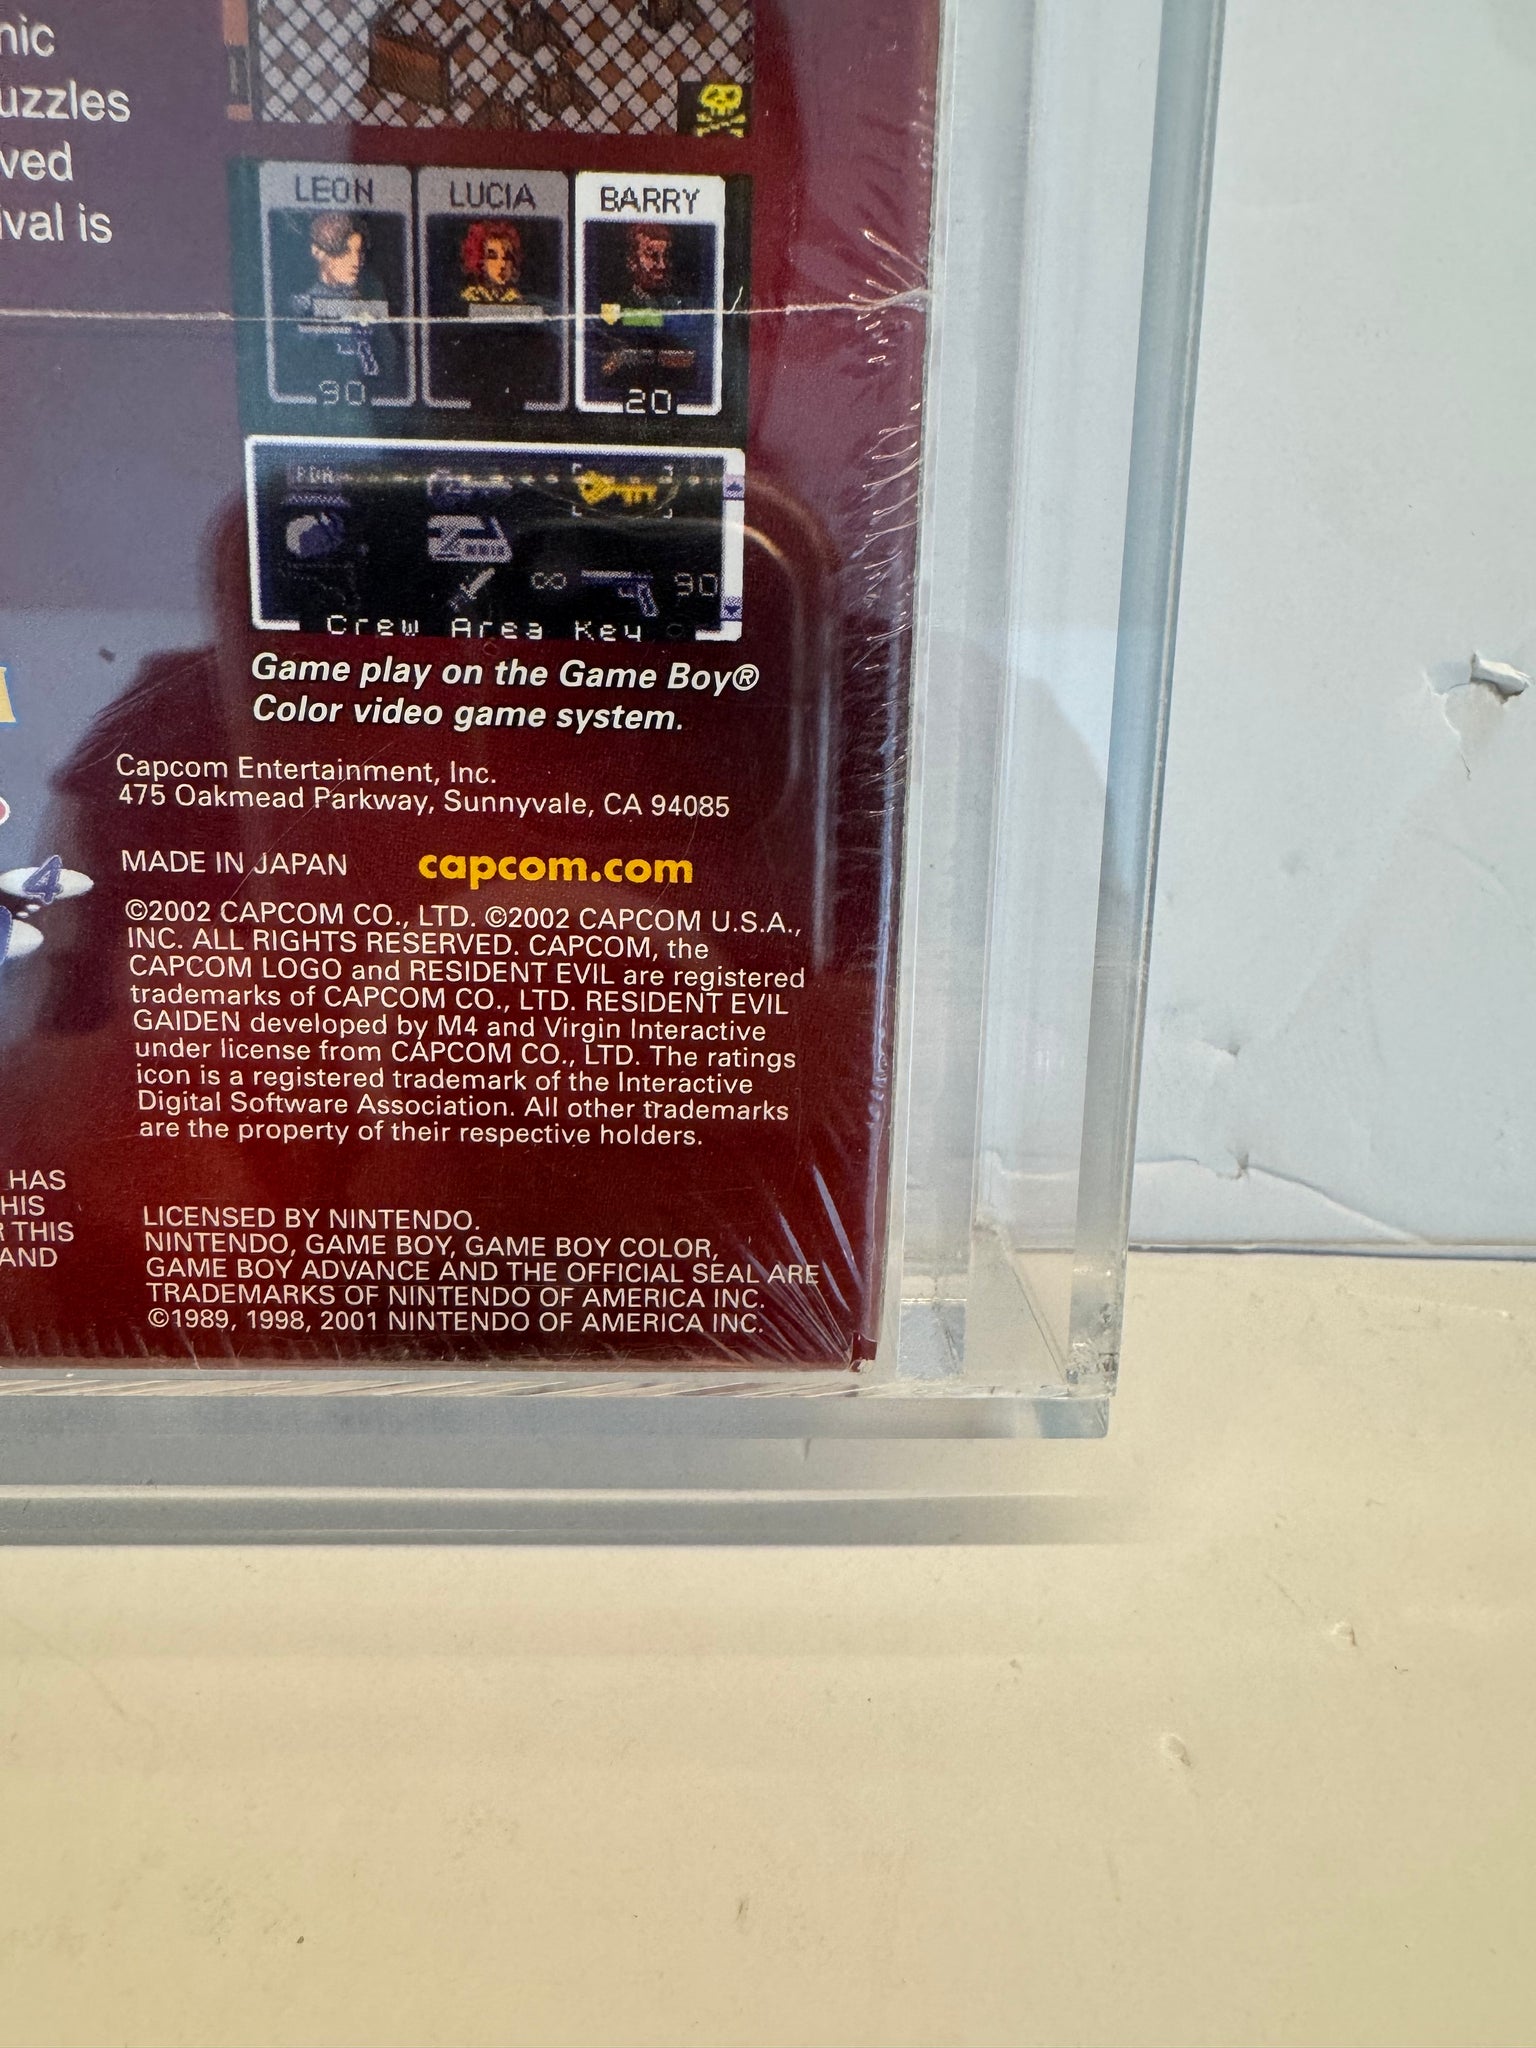 nic
uzzles
ved
ival is
LEON LUCIA BARRY
90 20
PDA
∞ 90
Crew Area Key
Game play on the Game Boy®
Color video game system.
Capcom Entertainment, Inc.
475 Oakmead Parkway, Sunnyvale, CA 94085
MADE IN JAPAN capcom.com
4
©2002 CAPCOM CO., LTD. ©2002 CAPCOM U.S.A.,
INC. ALL RIGHTS RESERVED. CAPCOM, the
CAPCOM LOGO and RESIDENT EVIL are registered
trademarks of CAPCOM CO., LTD. RESIDENT EVIL
GAIDEN developed by M4 and Virgin Interactive
under license from CAPCOM CO., LTD. The ratings
icon is a registered trademark of the Interactive
Digital Software Association. All other trademarks
are the property of their respective holders.
HAS
HIS
R THIS
AND
LICENSED BY NINTENDO.
NINTENDO, GAME BOY, GAME BOY COLOR,
GAME BOY ADVANCE AND THE OFFICIAL SEAL ARE
TRADEMARKS OF NINTENDO OF AMERICA INC.
©1989, 1998, 2001 NINTENDO OF AMERICA INC.